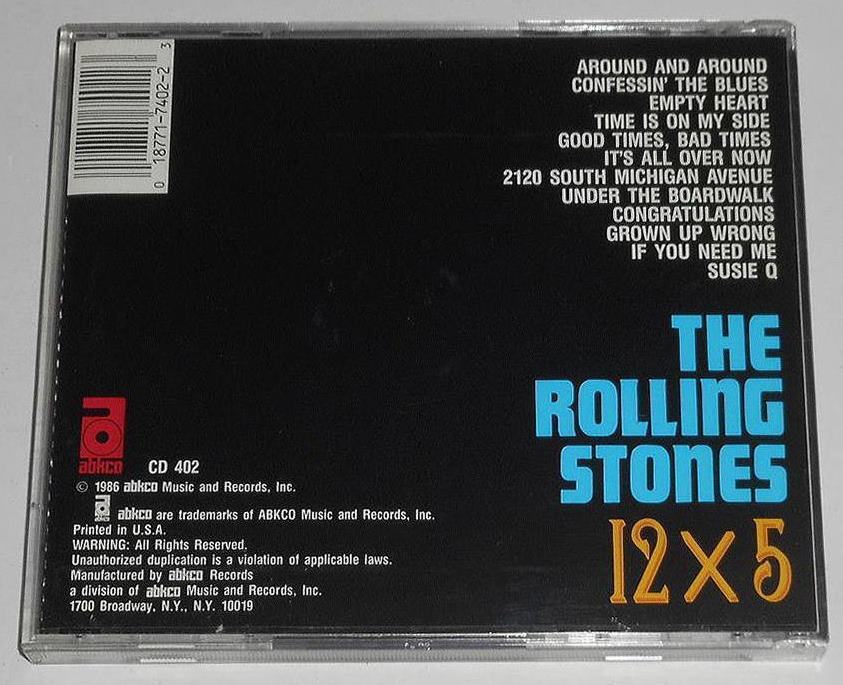 0 18771-7402-2 3
AROUND AND AROUND
CONFESSIN' THE BLUES
EMPTY HEART
TIME IS ON MY SIDE
GOOD TIMES, BAD TIMES
IT'S ALL OVER NOW
2120 SOUTH MICHIGAN AVENUE
UNDER THE BOARDWALK
CONGRATULATIONS
GROWN UP WRONG
IF YOU NEED ME
SUSIE Q
THE
ROLLING
STONES
12 X 5
abkco
CD 402
© 1986 abkco Music and Records, Inc.
abkco are trademarks of ABKCO Music and Records, Inc.
Printed in U.S.A.
WARNING: All Rights Reserved.
Unauthorized duplication is a violation of applicable laws.
Manufactured by abkco Records
a division of abkco Music and Records, Inc.
1700 Broadway, N.Y., N.Y. 10019